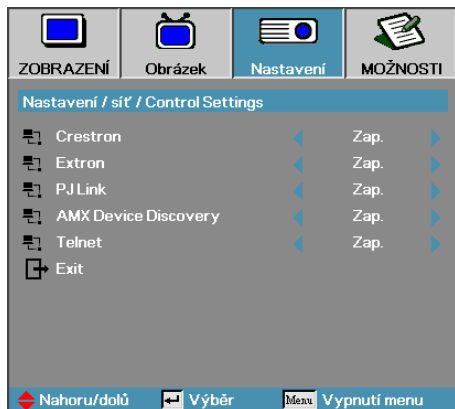 ZOBRAZENÍ Obrázek Nastavení MOŽNOSTI
Nastavení / síť / Control Settings
Crestron Zap.
Extron Zap.
PJ Link Zap.
AMX Device Discovery Zap.
Telnet Zap.
Exit
Nahoru/dolů Výběr Menu Vypnutí menu